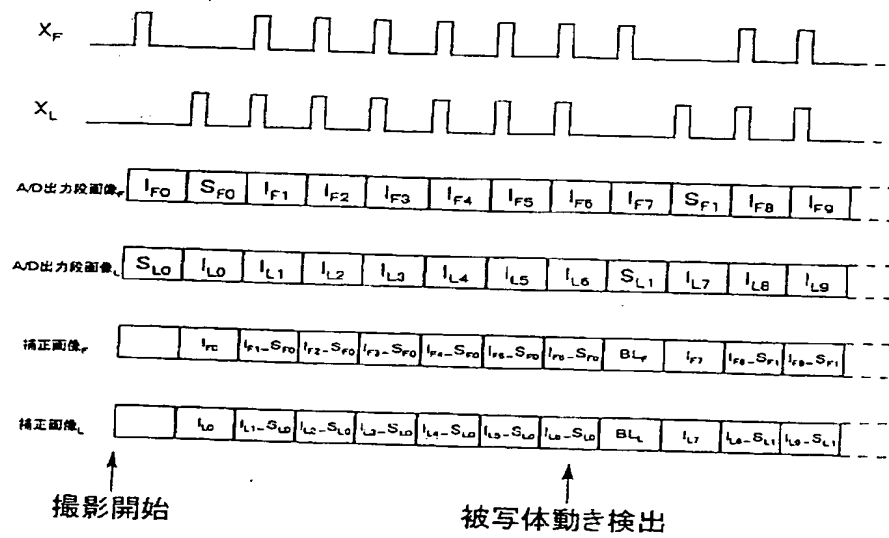 X_F
X_L
A/D出力段画像_F I_F0 S_F0 I_F1 I_F2 I_F3 I_F4 I_F5 I_F6 I_F7 S_F1 I_F8 I_F9
A/D出力段画像_L S_L0 I_L0 I_L1 I_L2 I_L3 I_L4 I_L5 I_L6 S_L1 I_L7 I_L8 I_L9
補正画像_F I_F0 I_F1-S_F0 I_F2-S_F0 I_F3-S_F0 I_F4-S_F0 I_F5-S_F0 I_F6-S_F0 BL_F I_F7 I_F8-S_F1 I_F9-S_F1
補正画像_L I_L0 I_L1-S_L0 I_L2-S_L0 I_L3-S_L0 I_L4-S_L0 I_L5-S_L0 I_L6-S_L0 BL_L I_L7 I_L8-S_L1 I_L9-S_L1
撮影開始
被写体動き検出